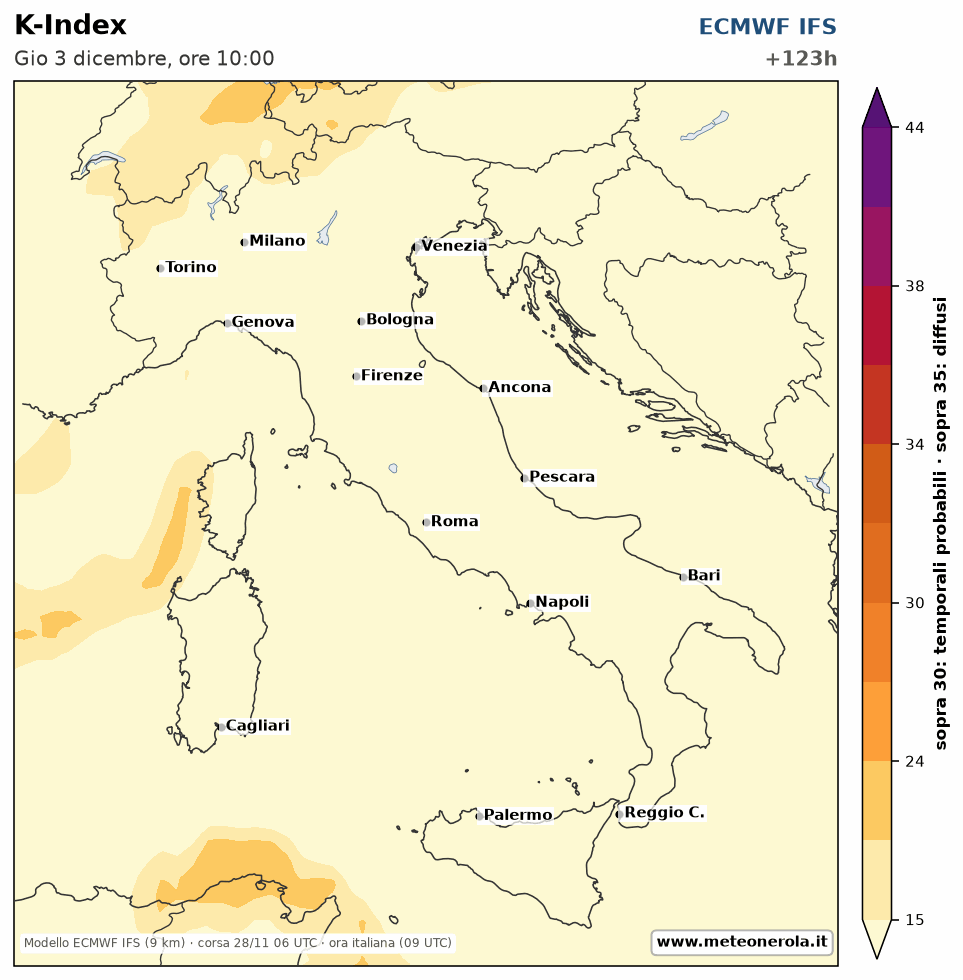 K-Index
ECMWF IFS
Gio 3 dicembre, ore 10:00
+123h
44
38
34
30
24
15
sopra 30: temporali probabili · sopra 35: diffusi
Milano
Venezia
Torino
Genova
Bologna
Firenze
Ancona
Pescara
Roma
Bari
Napoli
Cagliari
Palermo
Reggio C.
Modello ECMWF IFS (9 km) · corsa 28/11 06 UTC · ora italiana (09 UTC)
www.meteonerola.it